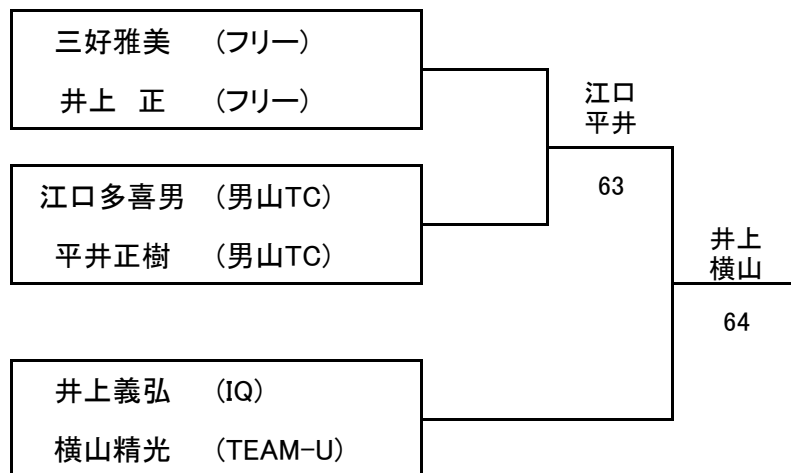 三好雅美 (フリー)
井上 正 (フリー)
江口
平井
63
江口多喜男 (男山TC)
平井正樹 (男山TC)
井上
横山
64
井上義弘 (IQ)
横山精光 (TEAM-U)